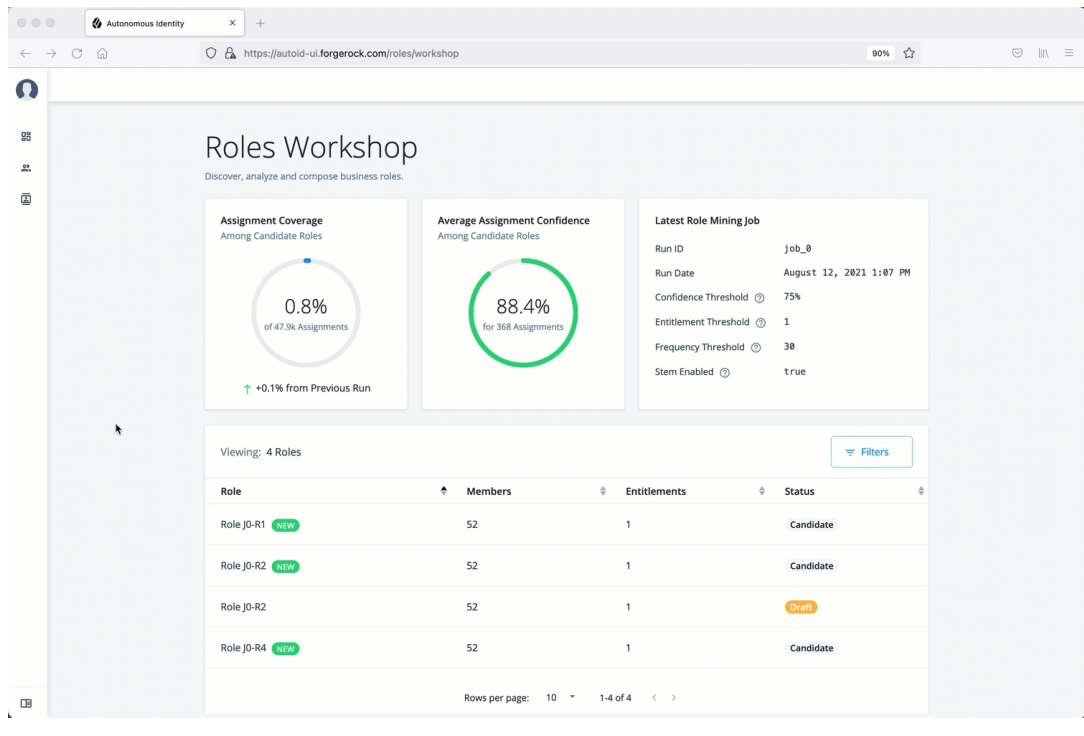 Autonomous Identity
https://autoid-ui.forgerock.com/roles/workshop
90%
Roles Workshop
Discover, analyze and compose business roles.
Assignment Coverage
Among Candidate Roles
0.8%
of 47.9k Assignments
+0.1% from Previous Run
Average Assignment Confidence
Among Candidate Roles
88.4%
for 368 Assignments
Latest Role Mining Job
Run ID job_0
Run Date August 12, 2021 1:07 PM
Confidence Threshold 75%
Entitlement Threshold 1
Frequency Threshold 30
Stem Enabled true
Viewing: 4 Roles
Filters
Role Members Entitlements Status
Role J0-R1 NEW 52 1 Candidate
Role J0-R2 NEW 52 1 Candidate
Role J0-R2 52 1 Draft
Role J0-R4 NEW 52 1 Candidate
Rows per page: 10 1-4 of 4